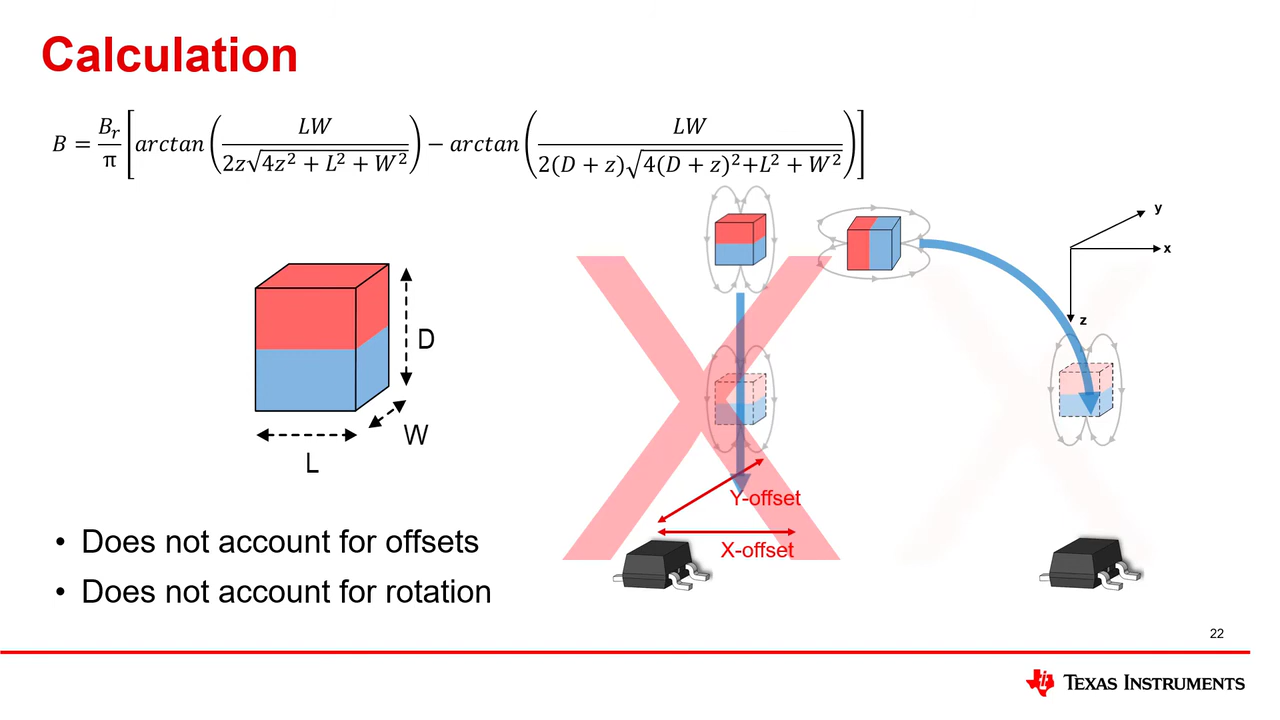 Calculation
B = Bᵣ/π [arctan(LW / 2z√(4z² + L² + W²)) − arctan(LW / 2(D + z)√(4(D + z)²+L² + W²))]
y
x
z
D
W
L
Y-offset
X-offset
• Does not account for offsets
• Does not account for rotation
22
TEXAS INSTRUMENTS